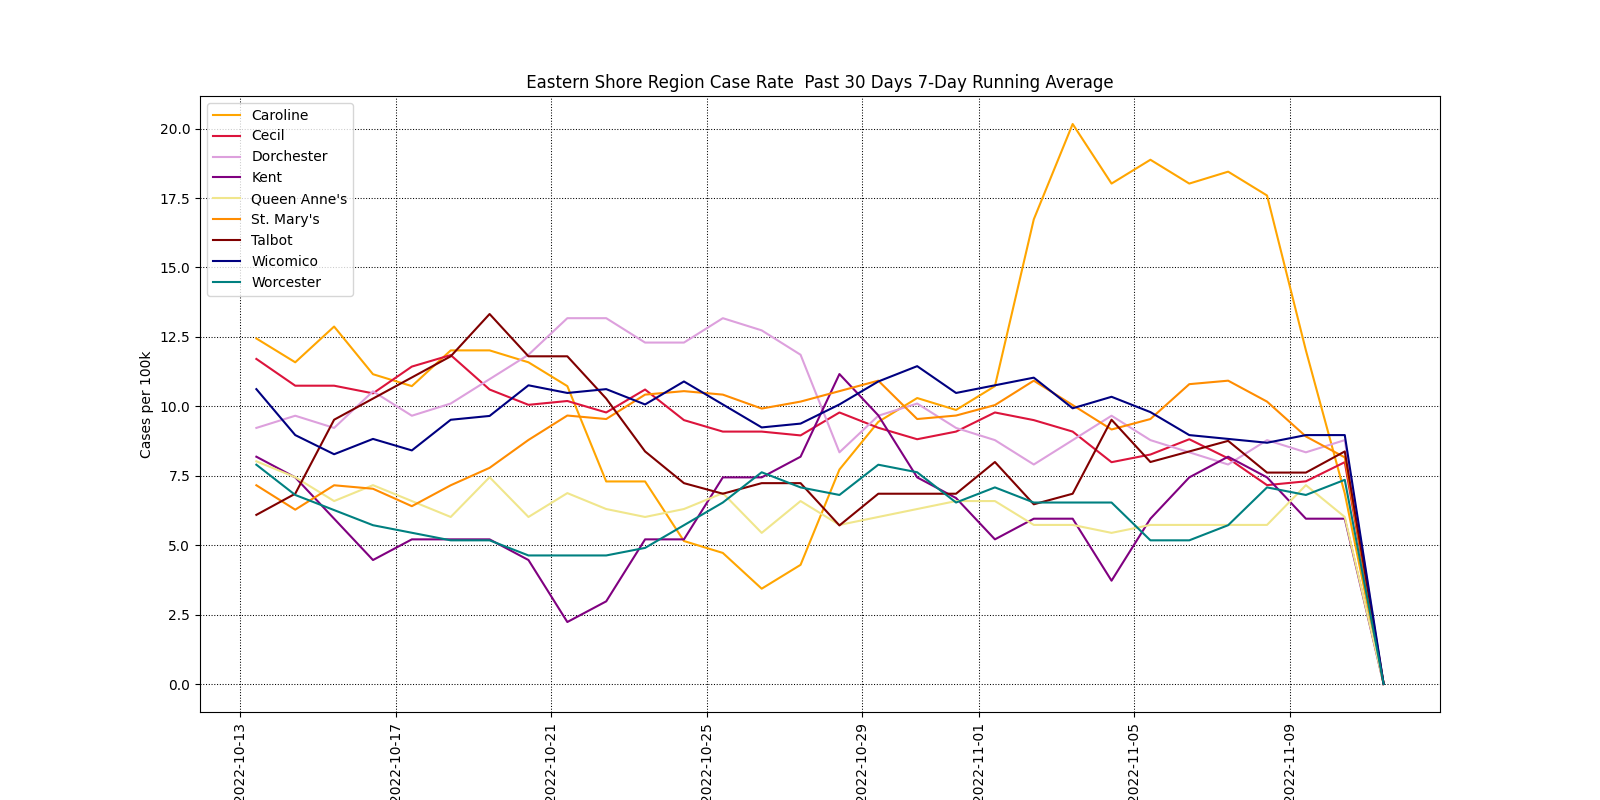 Eastern Shore Region Case Rate  Past 30 Days 7-Day Running Average
Caroline
Cecil
Dorchester
Kent
Queen Anne's
St. Mary's
Talbot
Wicomico
Worcester
Cases per 100k
20.0
17.5
15.0
12.5
10.0
7.5
5.0
2.5
0.0
2022-10-13
2022-10-17
2022-10-21
2022-10-25
2022-10-29
2022-11-01
2022-11-05
2022-11-09